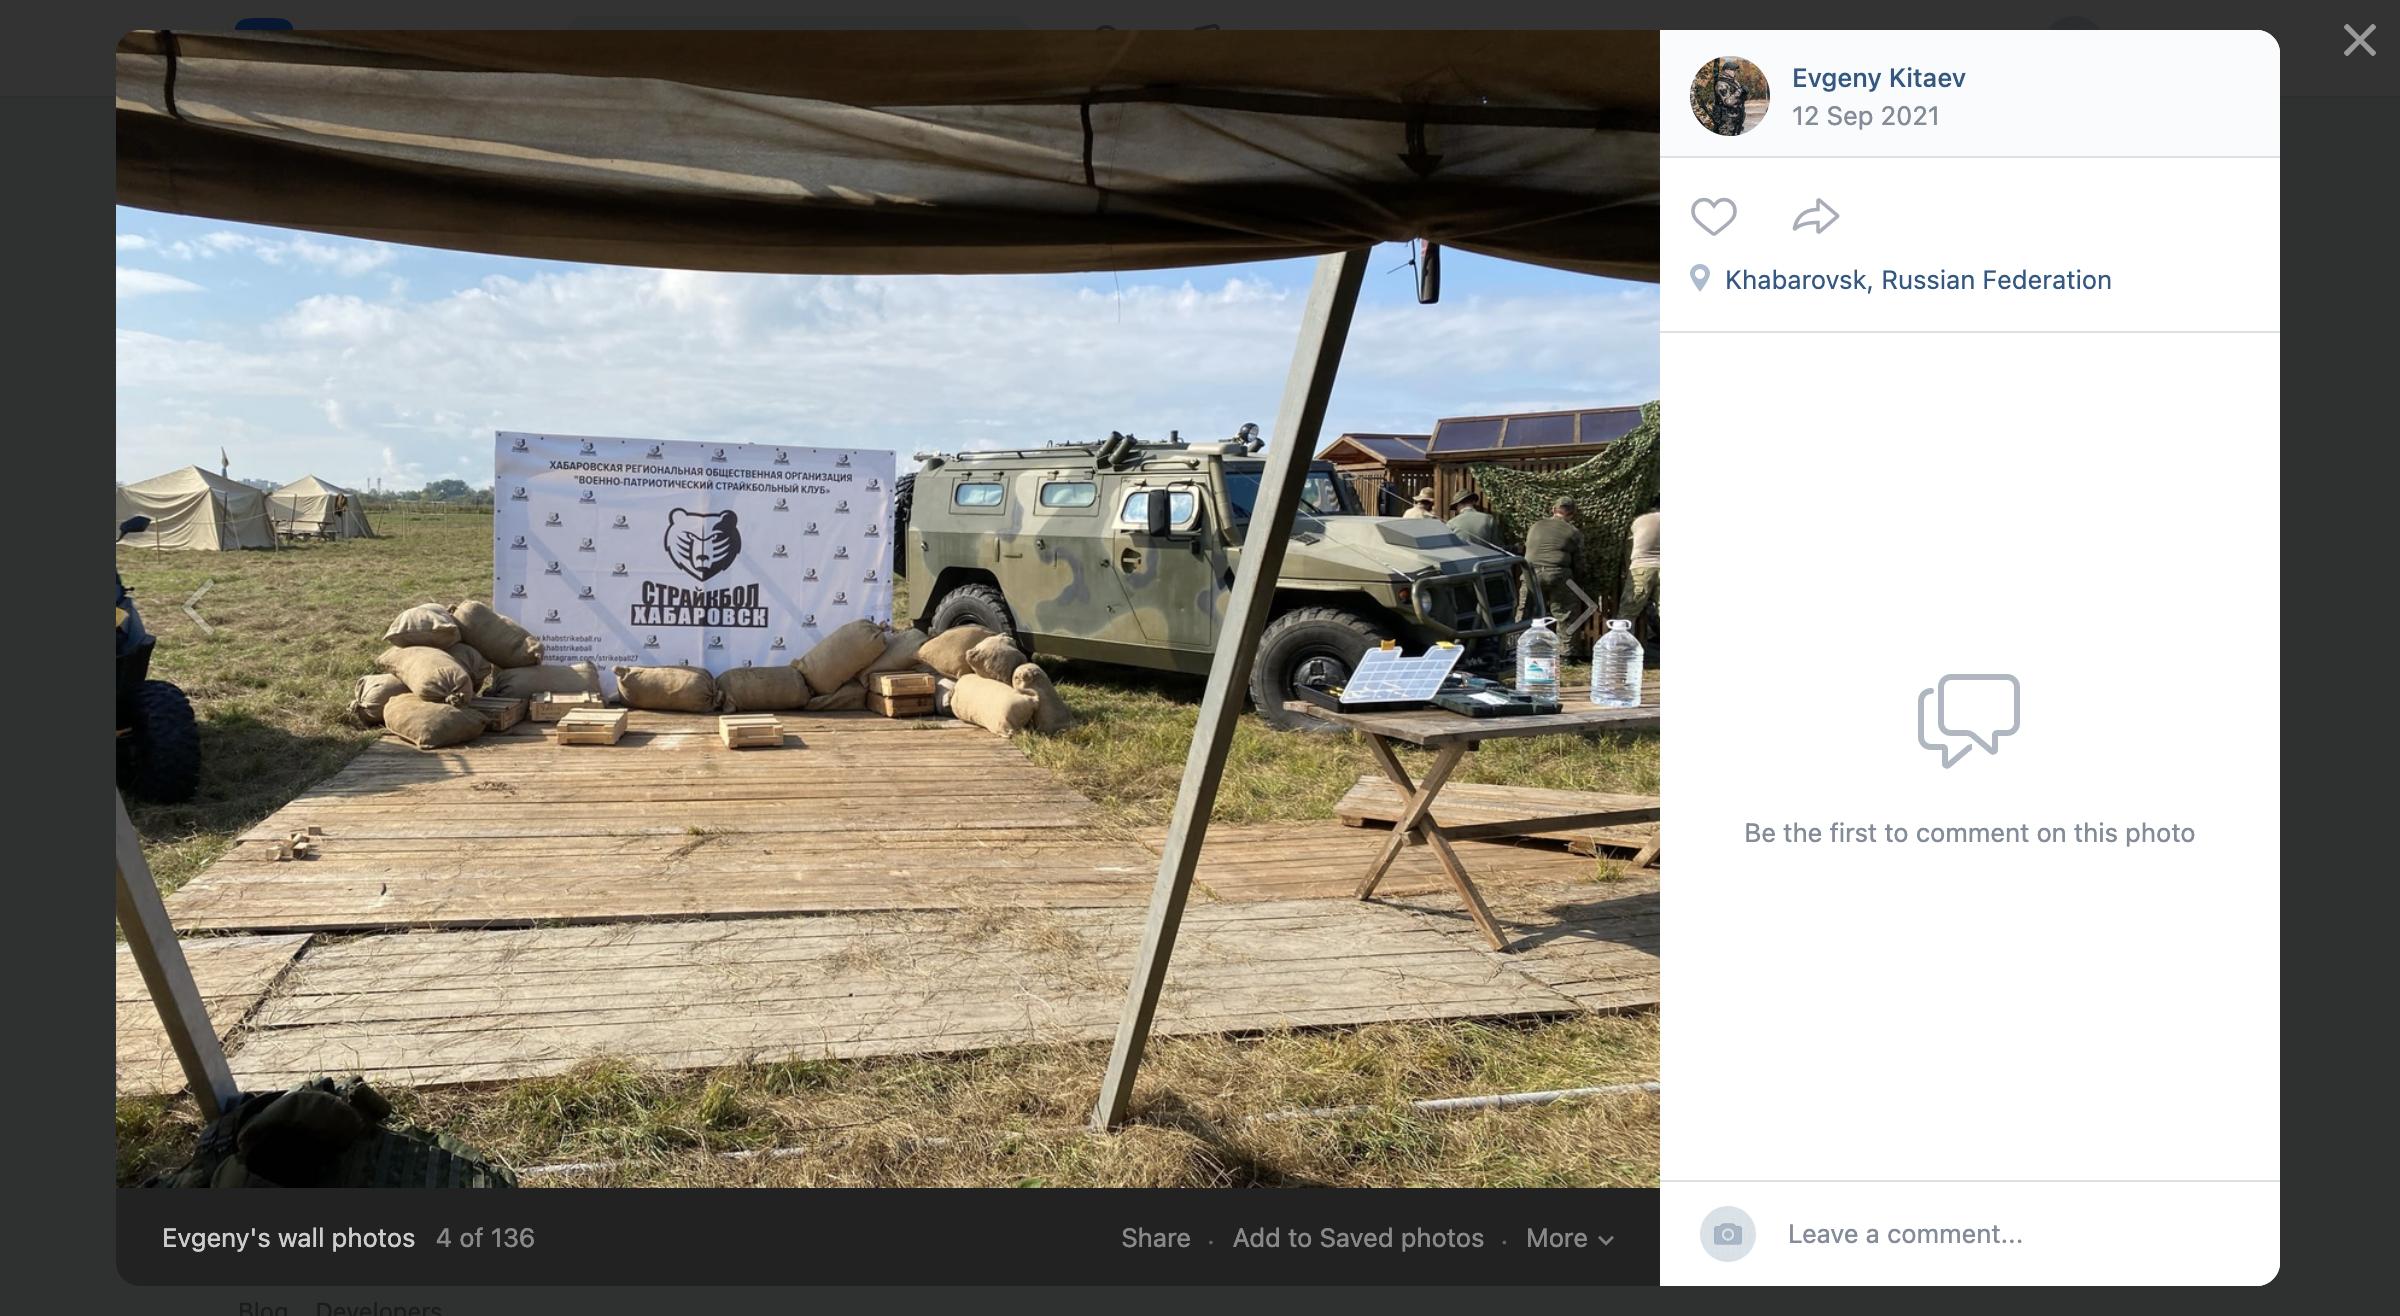 Evgeny Kitaev
12 Sep 2021
Khabarovsk, Russian Federation
ХАБАРОВСКАЯ РЕГИОНАЛЬНАЯ ОБЩЕСТВЕННАЯ ОРГАНИЗАЦИЯ
"ВОЕННО-ПАТРИОТИЧЕСКИЙ СТРАЙКБОЛЬНЫЙ КЛУБ»
СТРАЙКБОЛ
ХАБАРОВСК
khabstrikeball.ru
khabstrikeball
instagram.com/strikeball27
Be the first to comment on this photo
Evgeny's wall photos 4 of 136
Share · Add to Saved photos · More
Leave a comment...
Blog Developers